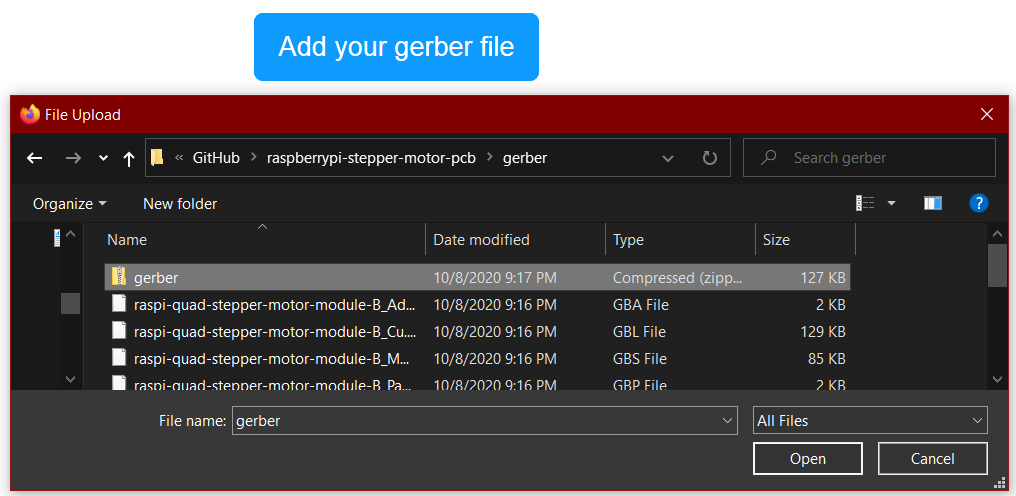 Add your gerber file
File Upload
« GitHub > raspberrypi-stepper-motor-pcb > gerber
Search gerber
Organize
New folder
?
Name Date modified Type Size
gerber 10/8/2020 9:17 PM Compressed (zipp... 127 KB
raspi-quad-stepper-motor-module-B_Ad... 10/8/2020 9:16 PM GBA File 2 KB
raspi-quad-stepper-motor-module-B_Cu.... 10/8/2020 9:16 PM GBL File 129 KB
raspi-quad-stepper-motor-module-B_M... 10/8/2020 9:16 PM GBS File 85 KB
raspi-quad-stepper-motor-module-B_Pa... 10/8/2020 9:16 PM GBP File 2 KB
File name: gerber
All Files
Open
Cancel